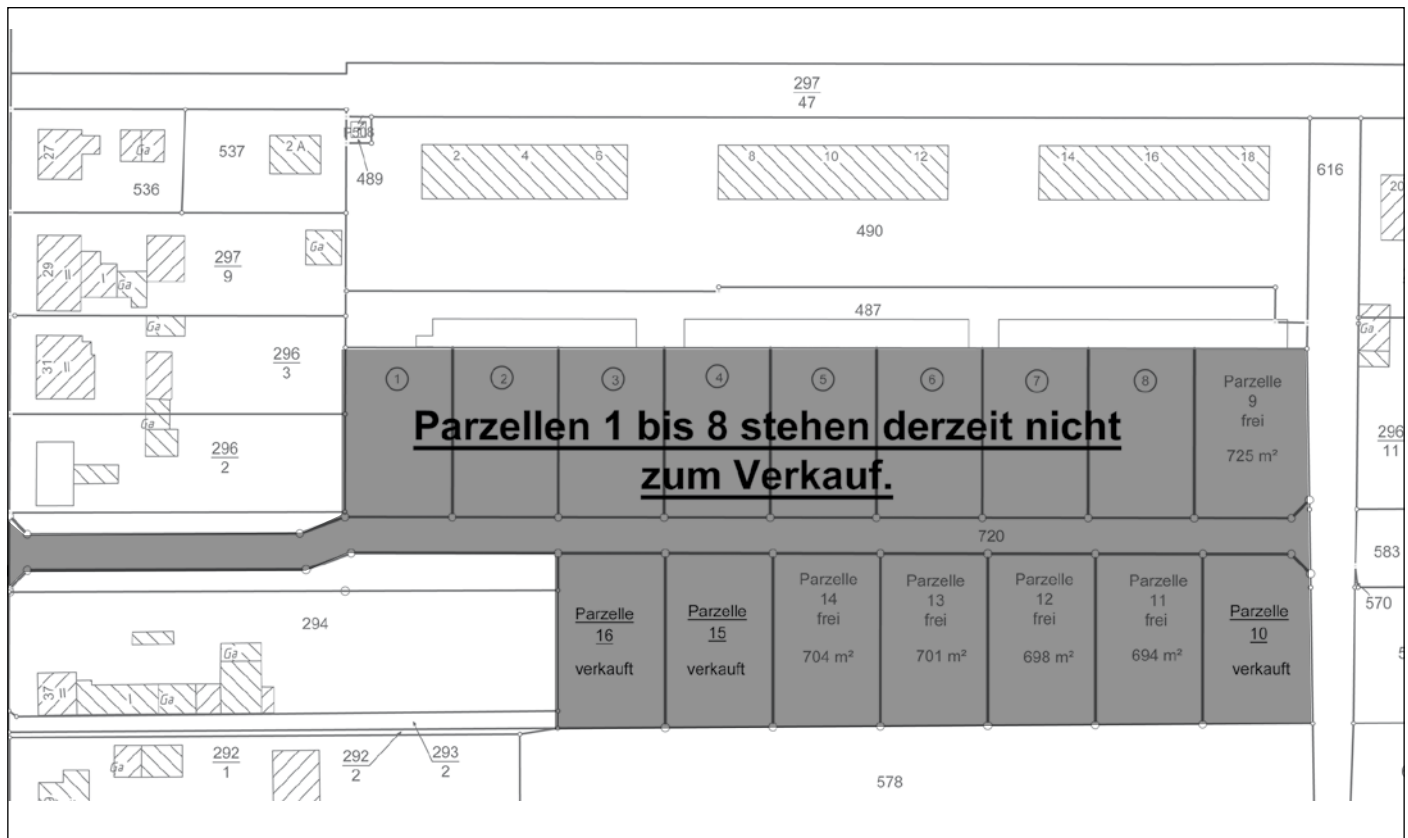 297
47
27
Ga
537
2 A
536
489
2 4 6
8 10 12
14 16 18
616
20
490
29
II
I
Ga
297
9
Ga
487
Ga
31
II
296
3
Ga
296
2
1
2
3
4
5
6
7
8
Parzelle
9
frei
725 m²
Parzellen 1 bis 8 stehen derzeit nicht
zum Verkauf.
Ga
296
11
720
583
570
294
Parzelle
16
verkauft
Parzelle
15
verkauft
Parzelle
14
frei
704 m²
Parzelle
13
frei
701 m²
Parzelle
12
frei
698 m²
Parzelle
11
frei
694 m²
Parzelle
10
verkauft
Ga
37
II
I
Ga
292
1
Ga
292
2
293
2
578